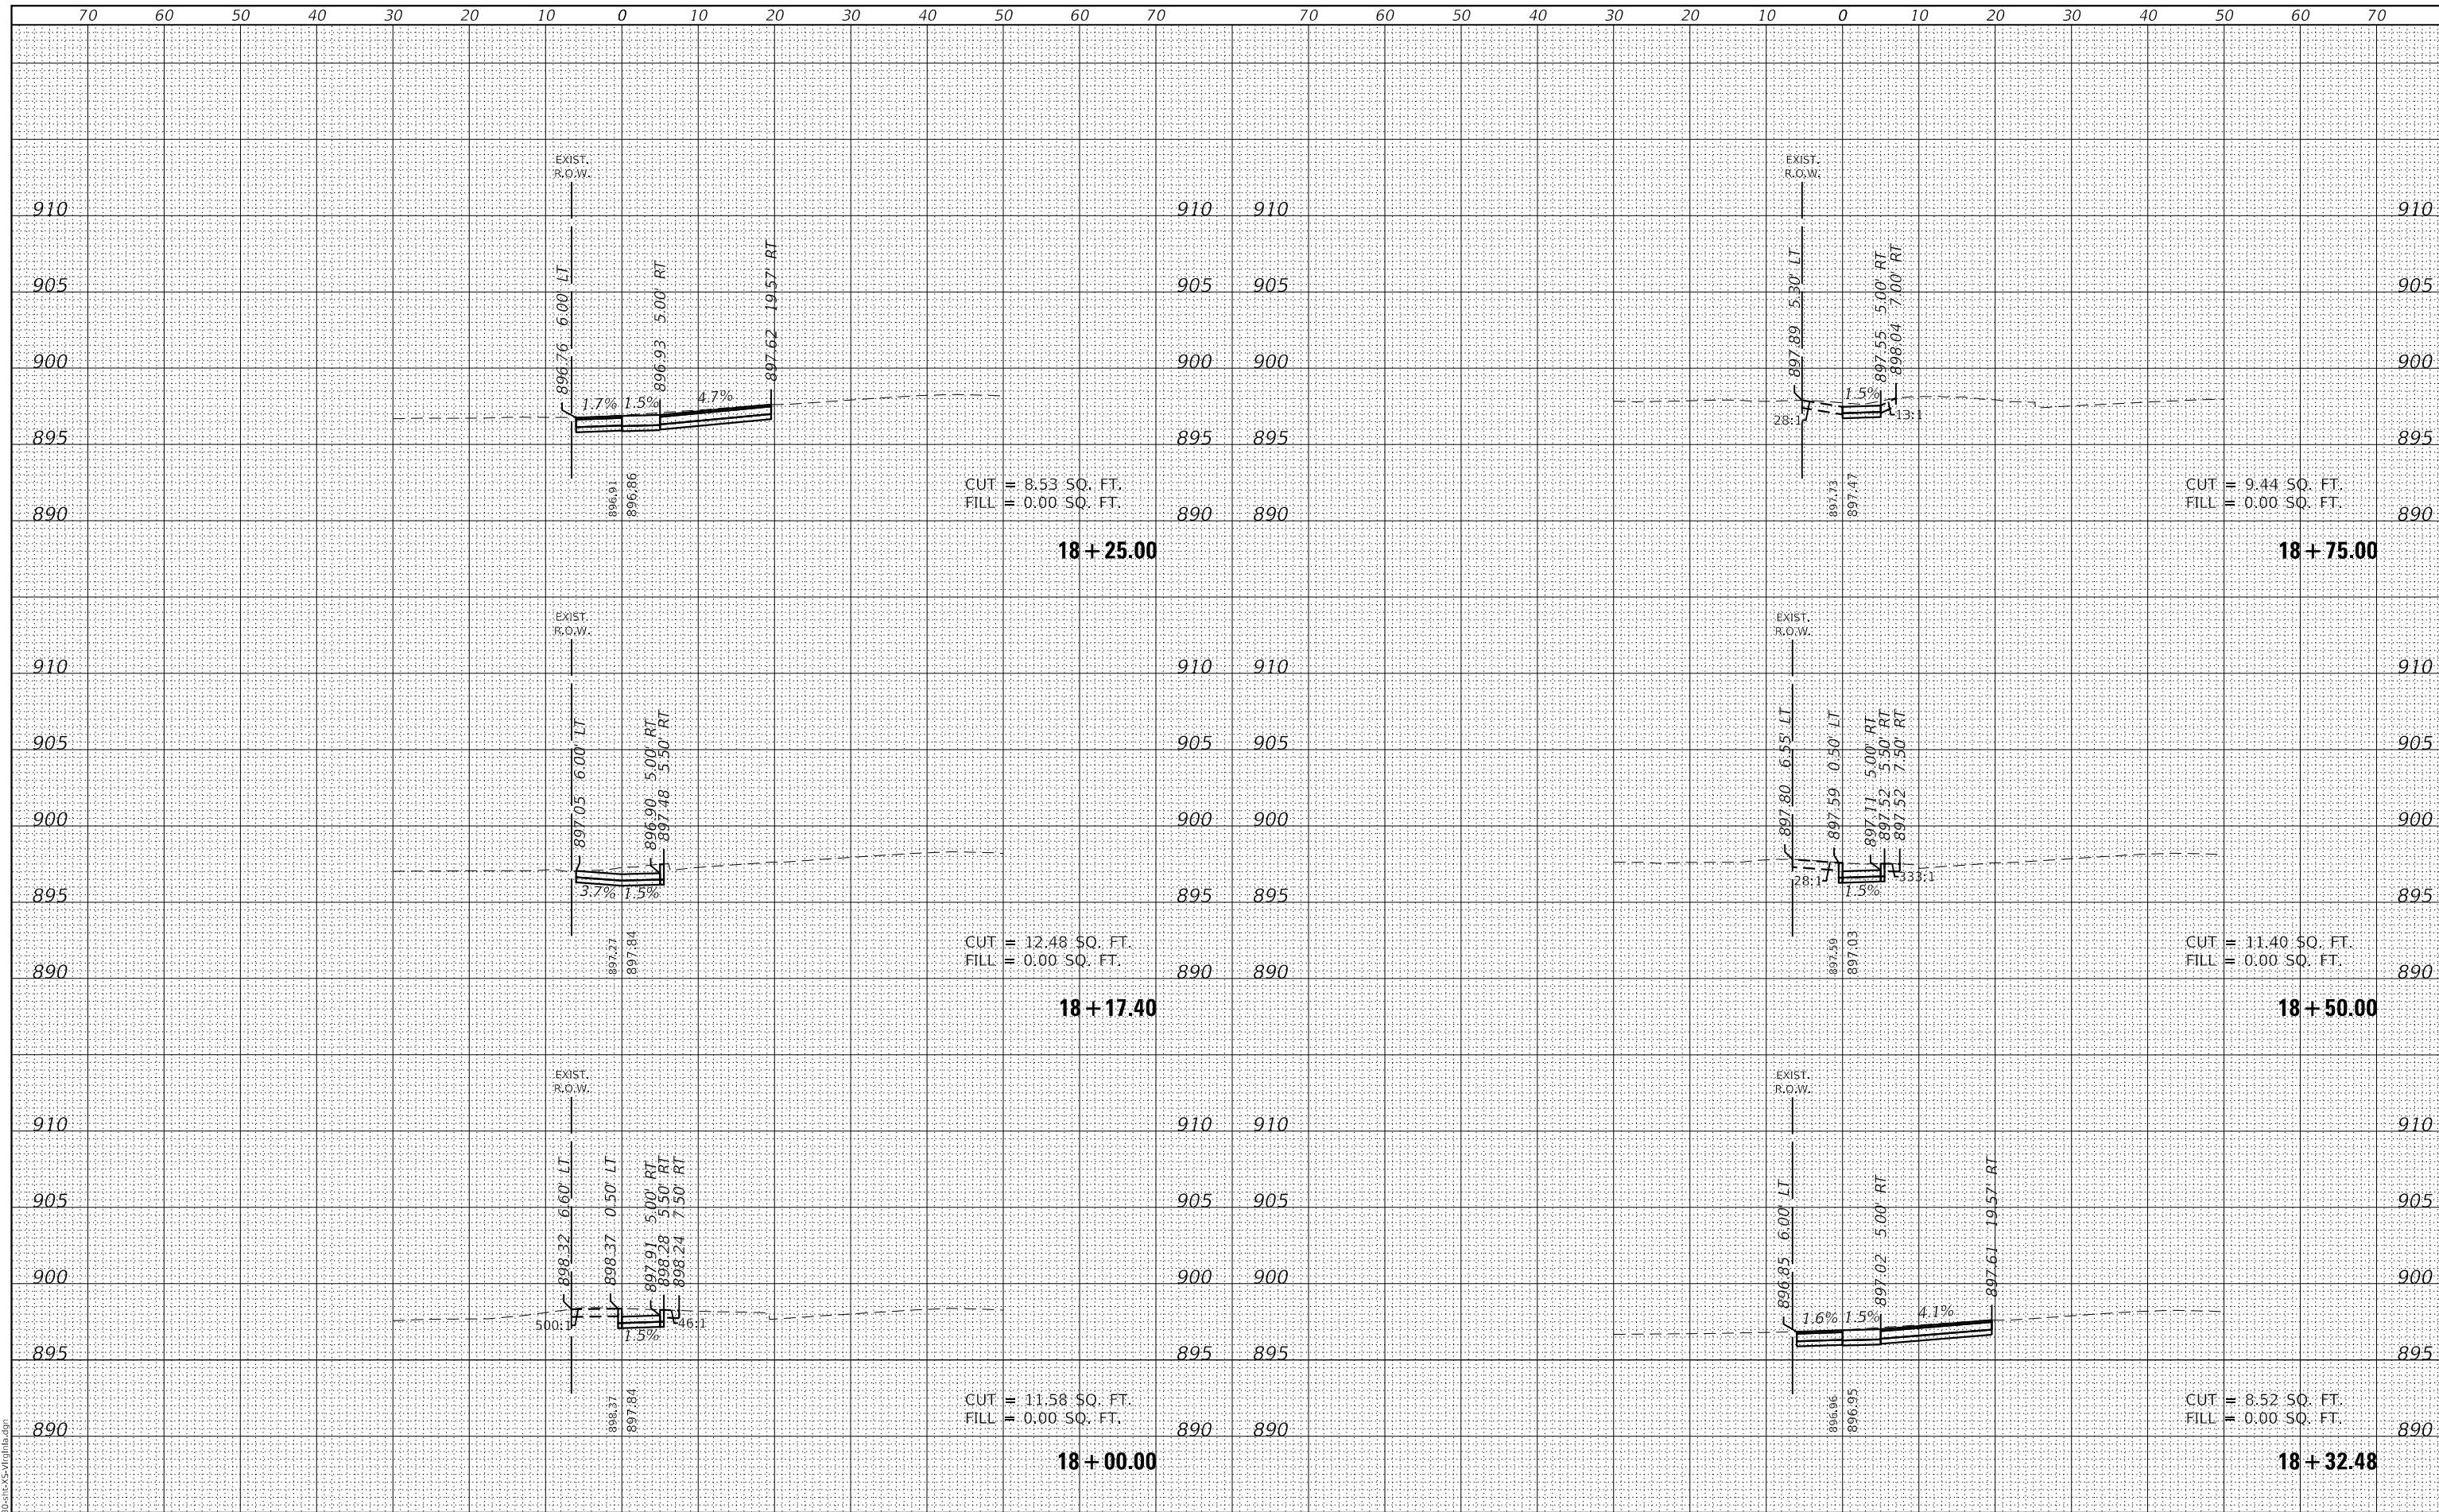 70 60 50 40 30 20 10 0 10 20 30 40 50 60 70 70 60 50 40 30 20 10 0 10 20 30 40 50 60 70
EXIST.
R.O.W.
910 910
905 905
900 900
895 895
890 890
896.76 6.00' LT
896.93 5.00' RT
897.62 19.57' RT
1.7% 1.5% 4.7%
896.91
896.86
CUT = 8.53 SQ. FT.
FILL = 0.00 SQ. FT.
18+25.00
EXIST.
R.O.W.
910 910
905 905
900 900
895 895
890 890
897.89 5.30' LT
897.55 5.00' RT
898.04 7.00' RT
1.5%
28:1
13:1
897.73
897.47
CUT = 9.44 SQ. FT.
FILL = 0.00 SQ. FT.
18+75.00
EXIST.
R.O.W.
910 910
905 905
900 900
895 895
890 890
897.05 6.00' LT
896.90 5.00' RT
897.48 5.50' RT
3.7% 1.5%
897.27
897.84
CUT = 12.48 SQ. FT.
FILL = 0.00 SQ. FT.
18+17.40
EXIST.
R.O.W.
910 910
905 905
900 900
895 895
890 890
897.80 6.55' LT
897.59 0.50' LT
897.11 5.00' RT
897.52 5.50' RT
897.52 7.50' RT
28:1
333:1
1.5%
897.59
897.03
CUT = 11.40 SQ. FT.
FILL = 0.00 SQ. FT.
18+50.00
EXIST.
R.O.W.
910 910
905 905
900 900
895 895
890 890
898.32 6.60' LT
898.37 0.50' LT
897.91 5.00' RT
898.28 5.50' RT
898.24 7.50' RT
500:1
46:1
1.5%
898.37
897.84
CUT = 11.58 SQ. FT.
FILL = 0.00 SQ. FT.
18+00.00
EXIST.
R.O.W.
910 910
905 905
900 900
895 895
890 890
896.85 6.00' LT
897.02 5.00' RT
897.61 19.57' RT
1.6% 1.5% 4.1%
896.96
896.95
CUT = 8.52 SQ. FT.
FILL = 0.00 SQ. FT.
18+32.48